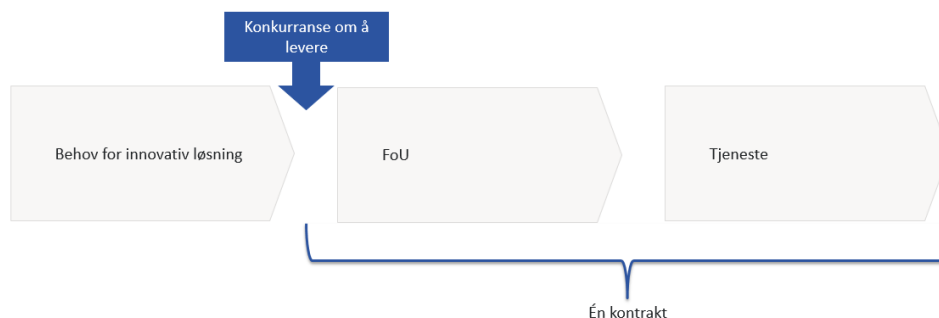 Konkurranse om å
levere
Behov for innovativ løsning
FoU
Tjeneste
Én kontrakt